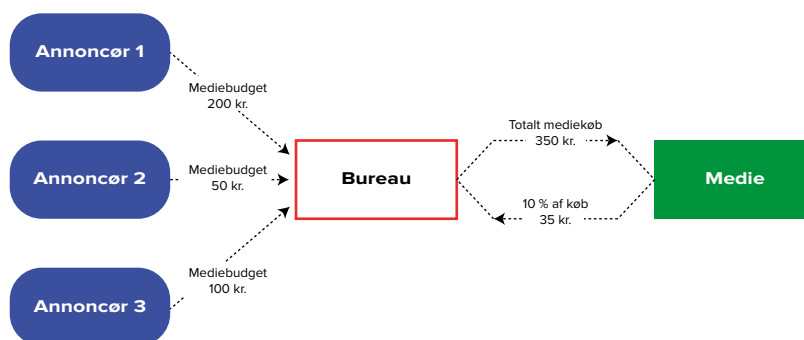 Annoncør 1
Mediebudget
200 kr.
Annoncør 2
Mediebudget
50 kr.
Annoncør 3
Mediebudget
100 kr.
Bureau
Totalt mediekøb
350 kr.
10 % af køb
35 kr.
Medie